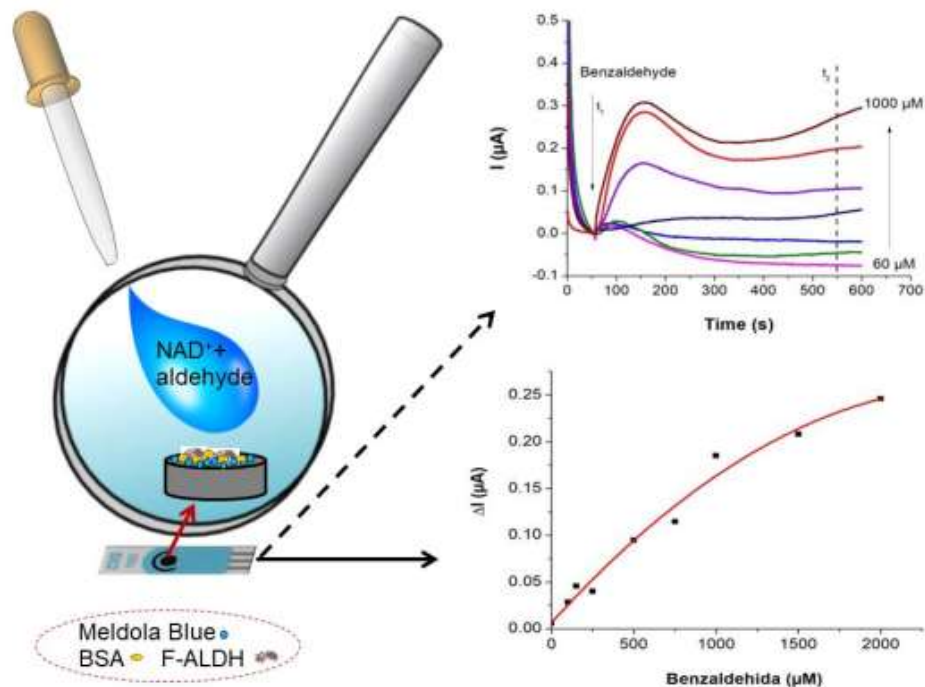 NAD⁺+
aldehyde
Meldola Blue
BSA F-ALDH
0.5
0.4
0.3
0.2
0.1
0.0
-0.1
I (µA)
Benzaldehyde
t₁
t₂
1000 µM
60 µM
0 100 200 300 400 500 600 700
Time (s)
0.25
0.20
0.15
0.10
0.05
0.00
ΔI (µA)
0 500 1000 1500 2000
Benzaldehida (µM)